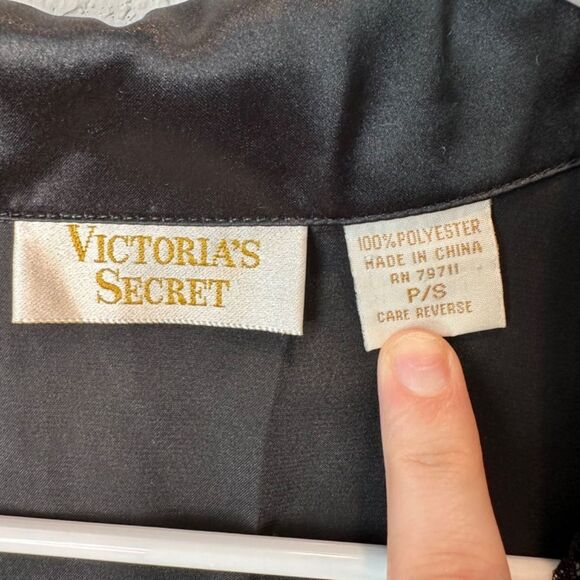 VICTORIA'S
SECRET
100% POLYESTER
MADE IN CHINA
RN 79711
P/S
CARE REVERSE